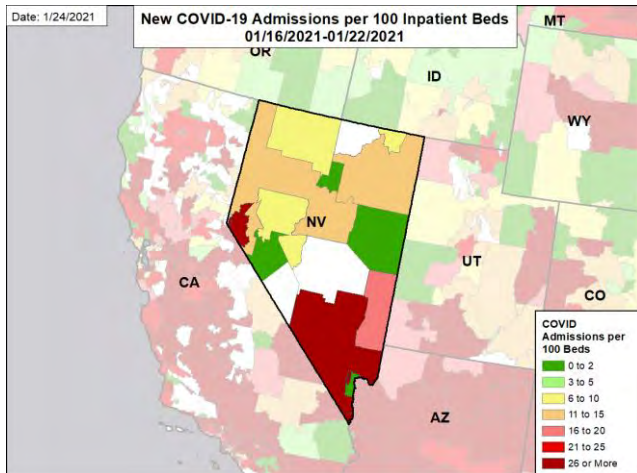 Date: 1/24/2021
New COVID-19 Admissions per 100 Inpatient Beds
01/16/2021-01/22/2021
MT
OR
ID
WY
NV
UT
CA
CO
AZ
COVID
Admissions per
100 Beds
0 to 2
3 to 5
6 to 10
11 to 15
16 to 20
21 to 25
26 or More